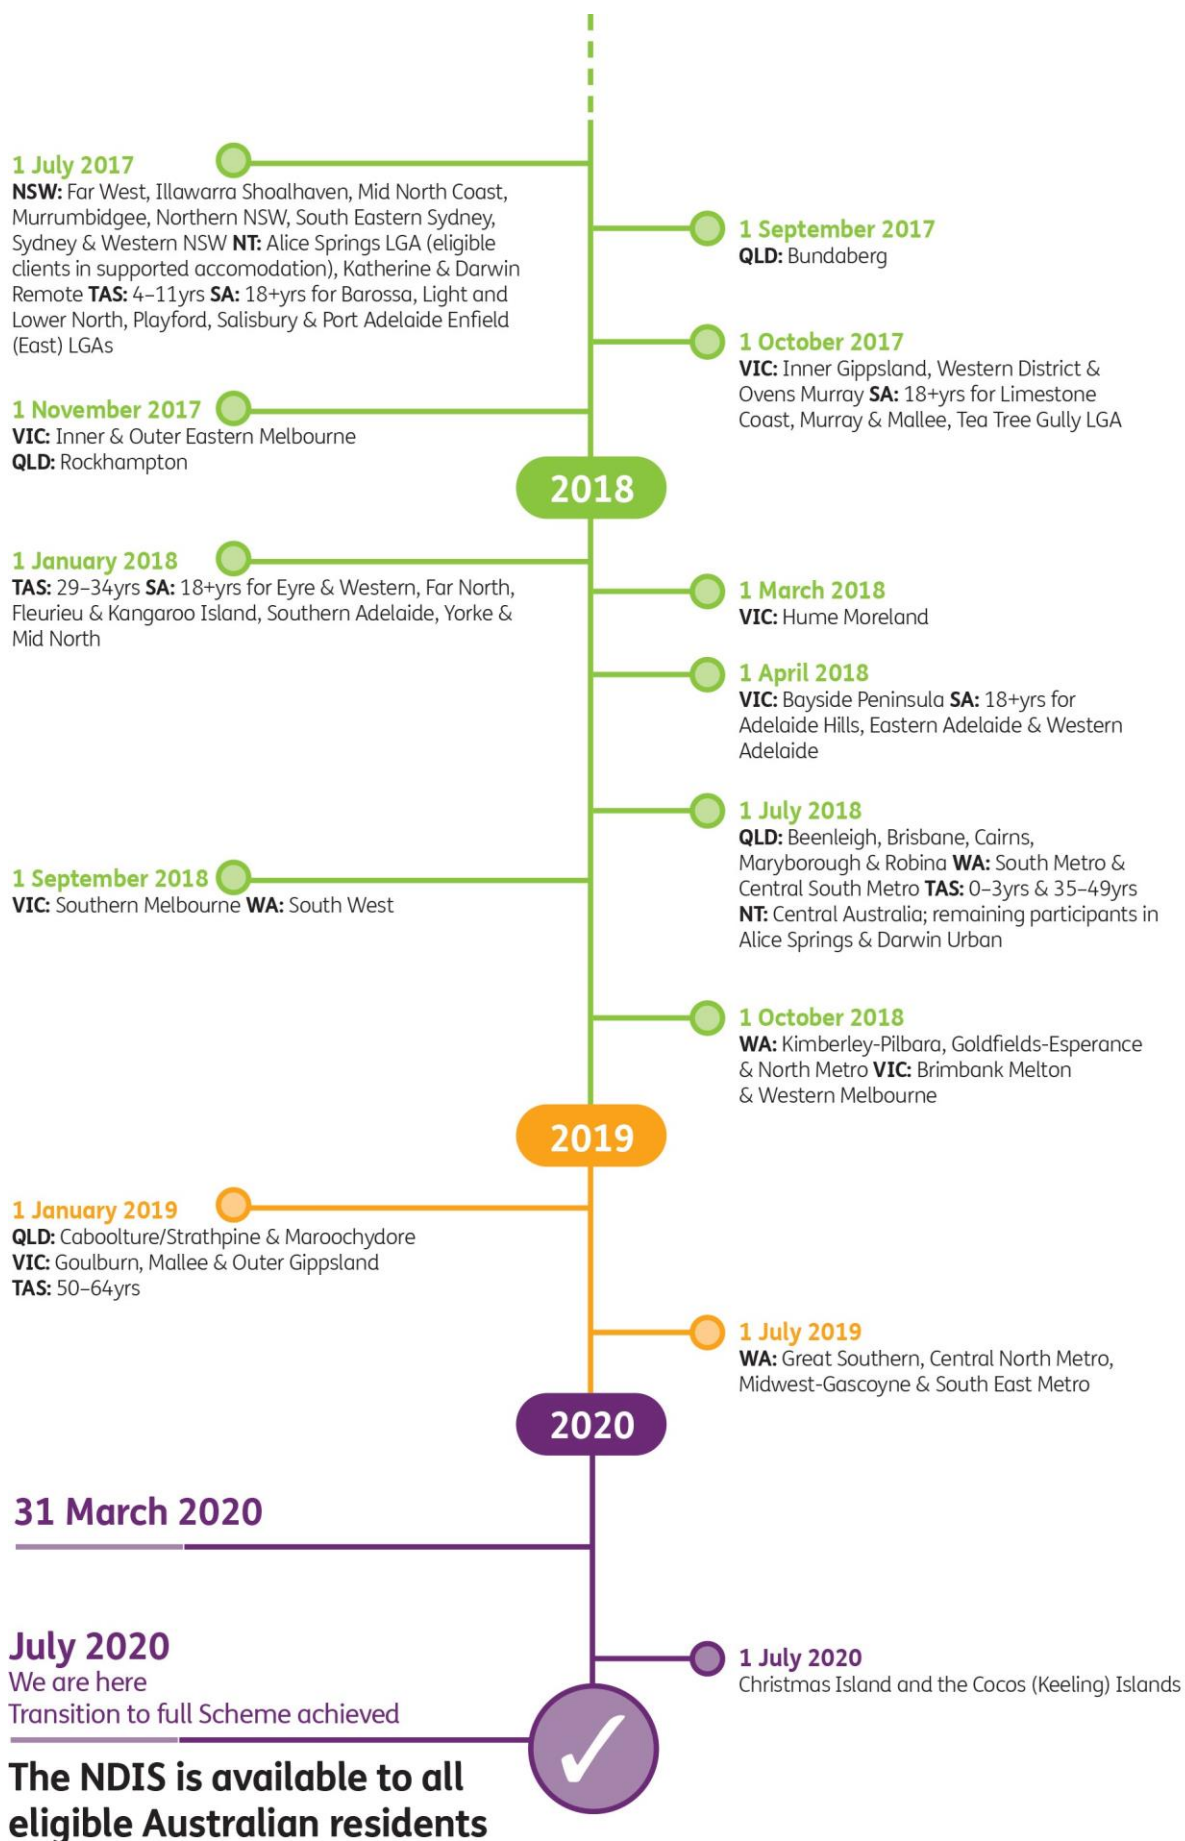 1 July 2017
NSW: Far West, Illawarra Shoalhaven, Mid North Coast,
Murrumbidgee, Northern NSW, South Eastern Sydney,
Sydney & Western NSW NT: Alice Springs LGA (eligible
clients in supported accomodation), Katherine & Darwin
Remote TAS: 4–11yrs SA: 18+yrs for Barossa, Light and
Lower North, Playford, Salisbury & Port Adelaide Enfield
(East) LGAs
1 September 2017
QLD: Bundaberg
1 October 2017
VIC: Inner Gippsland, Western District &
Ovens Murray SA: 18+yrs for Limestone
Coast, Murray & Mallee, Tea Tree Gully LGA
1 November 2017
VIC: Inner & Outer Eastern Melbourne
QLD: Rockhampton
2018
1 January 2018
TAS: 29–34yrs SA: 18+yrs for Eyre & Western, Far North,
Fleurieu & Kangaroo Island, Southern Adelaide, Yorke &
Mid North
1 March 2018
VIC: Hume Moreland
1 April 2018
VIC: Bayside Peninsula SA: 18+yrs for
Adelaide Hills, Eastern Adelaide & Western
Adelaide
1 July 2018
QLD: Beenleigh, Brisbane, Cairns,
Maryborough & Robina WA: South Metro &
Central South Metro TAS: 0–3yrs & 35–49yrs
NT: Central Australia; remaining participants in
Alice Springs & Darwin Urban
1 September 2018
VIC: Southern Melbourne WA: South West
1 October 2018
WA: Kimberley-Pilbara, Goldfields-Esperance
& North Metro VIC: Brimbank Melton
& Western Melbourne
2019
1 January 2019
QLD: Caboolture/Strathpine & Maroochydore
VIC: Goulburn, Mallee & Outer Gippsland
TAS: 50–64yrs
1 July 2019
WA: Great Southern, Central North Metro,
Midwest-Gascoyne & South East Metro
2020
31 March 2020
July 2020
We are here
Transition to full Scheme achieved
1 July 2020
Christmas Island and the Cocos (Keeling) Islands
The NDIS is available to all
eligible Australian residents